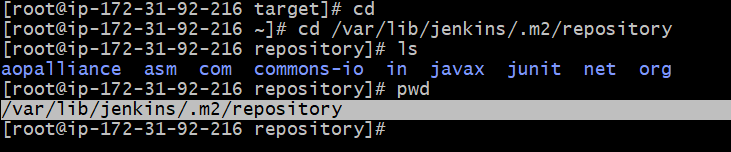 [root@ip-172-31-92-216 target]# cd
[root@ip-172-31-92-216 ~]# cd /var/lib/jenkins/.m2/repository
[root@ip-172-31-92-216 repository]# ls
aopalliance  asm  com  commons-io  in  javax  junit  net  org
[root@ip-172-31-92-216 repository]# pwd
/var/lib/jenkins/.m2/repository
[root@ip-172-31-92-216 repository]#